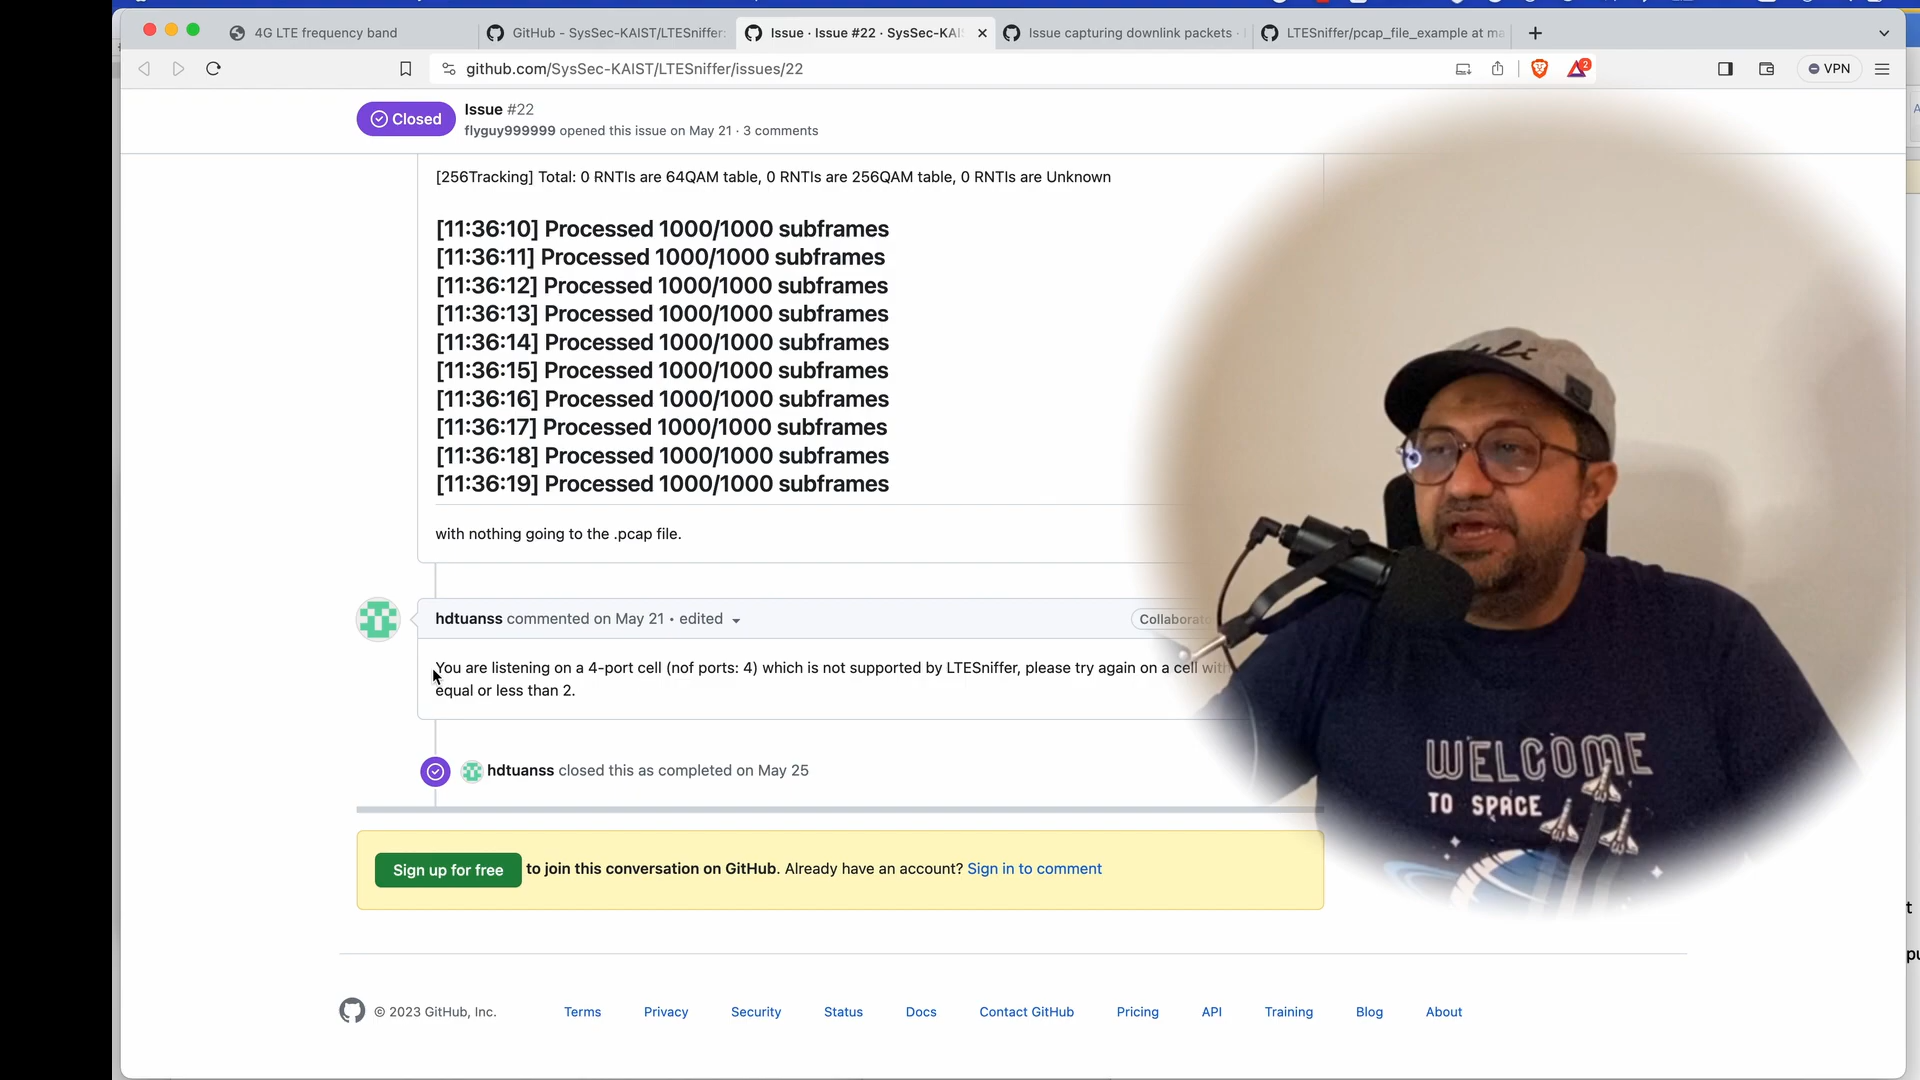 4G LTE frequency band
GitHub - SysSec-KAIST/LTESniffer:
Issue · Issue #22 · SysSec-KAI
Issue capturing downlink packets ·
LTESniffer/pcap_file_example at ma
github.com/SysSec-KAIST/LTESniffer/issues/22
2
VPN
Closed
Issue #22
flyguy999999 opened this issue on May 21 · 3 comments
[256Tracking] Total: 0 RNTIs are 64QAM table, 0 RNTIs are 256QAM table, 0 RNTIs are Unknown
[11:36:10] Processed 1000/1000 subframes
[11:36:11] Processed 1000/1000 subframes
[11:36:12] Processed 1000/1000 subframes
[11:36:13] Processed 1000/1000 subframes
[11:36:14] Processed 1000/1000 subframes
[11:36:15] Processed 1000/1000 subframes
[11:36:16] Processed 1000/1000 subframes
[11:36:17] Processed 1000/1000 subframes
[11:36:18] Processed 1000/1000 subframes
[11:36:19] Processed 1000/1000 subframes
with nothing going to the .pcap file.
hdtuanss commented on May 21 • edited
Collaborato
You are listening on a 4-port cell (nof ports: 4) which is not supported by LTESniffer, please try again on a cell with
equal or less than 2.
hdtuanss closed this as completed on May 25
Sign up for free to join this conversation on GitHub. Already have an account? Sign in to comment
© 2023 GitHub, Inc.
Terms
Privacy
Security
Status
Docs
Contact GitHub
Pricing
API
Training
Blog
About
WELCOME
TO SPACE